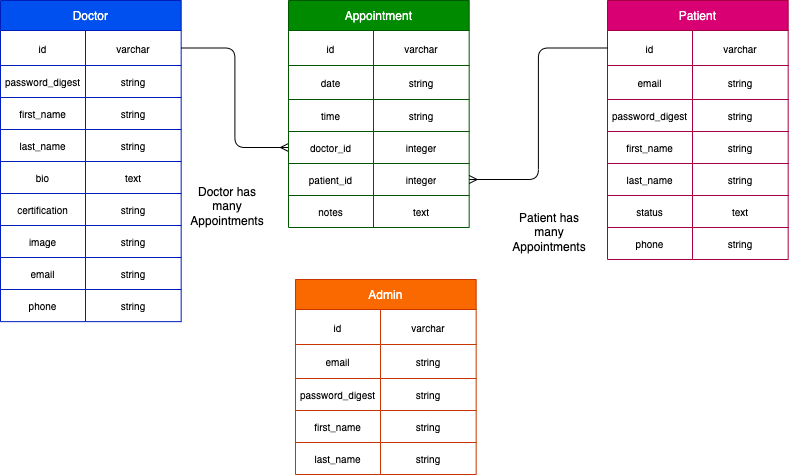 Doctor
id varchar
password_digest string
first_name string
last_name string
bio text
certification string
image string
email string
phone string
Doctor has
many
Appointments
Appointment
id varchar
date string
time string
doctor_id integer
patient_id integer
notes text
Patient has
many
Appointments
Patient
id varchar
email string
password_digest string
first_name string
last_name string
status text
phone string
Admin
id varchar
email string
password_digest string
first_name string
last_name string